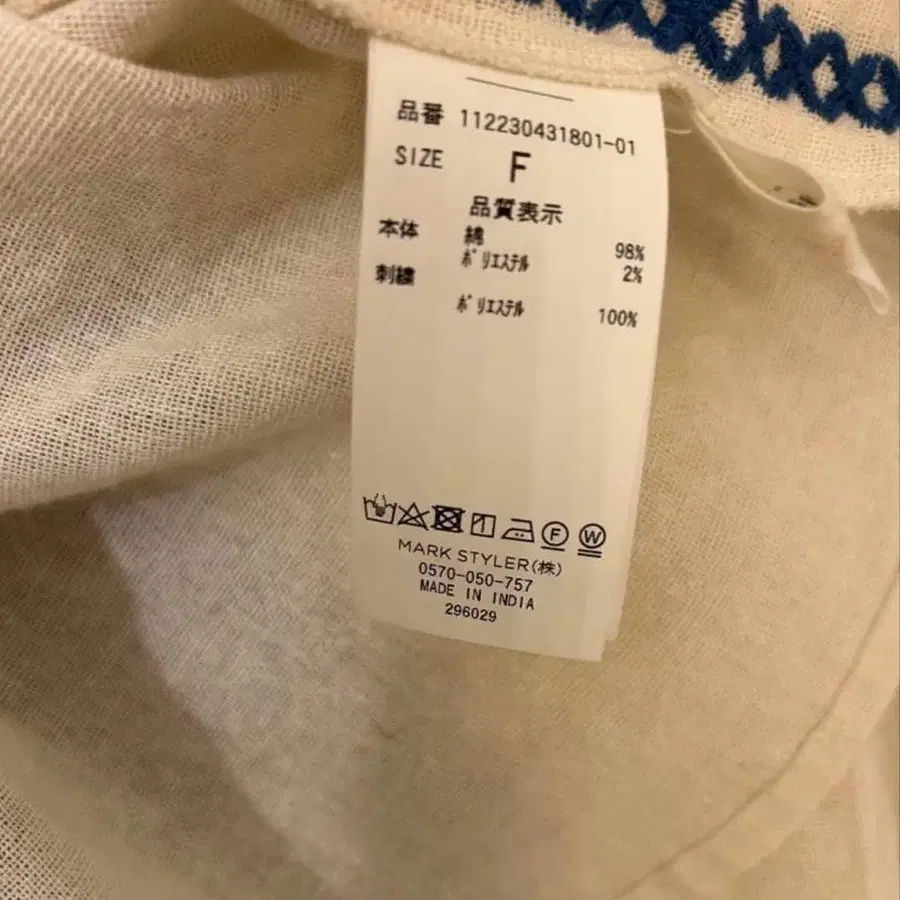 品番 112230431801-01
SIZE F
品質表示
本体 綿 98%
ポリエステル 2%
刺繍
ポリエステル 100%
F W
MARK STYLER(株)
0570-050-757
MADE IN INDIA
296029